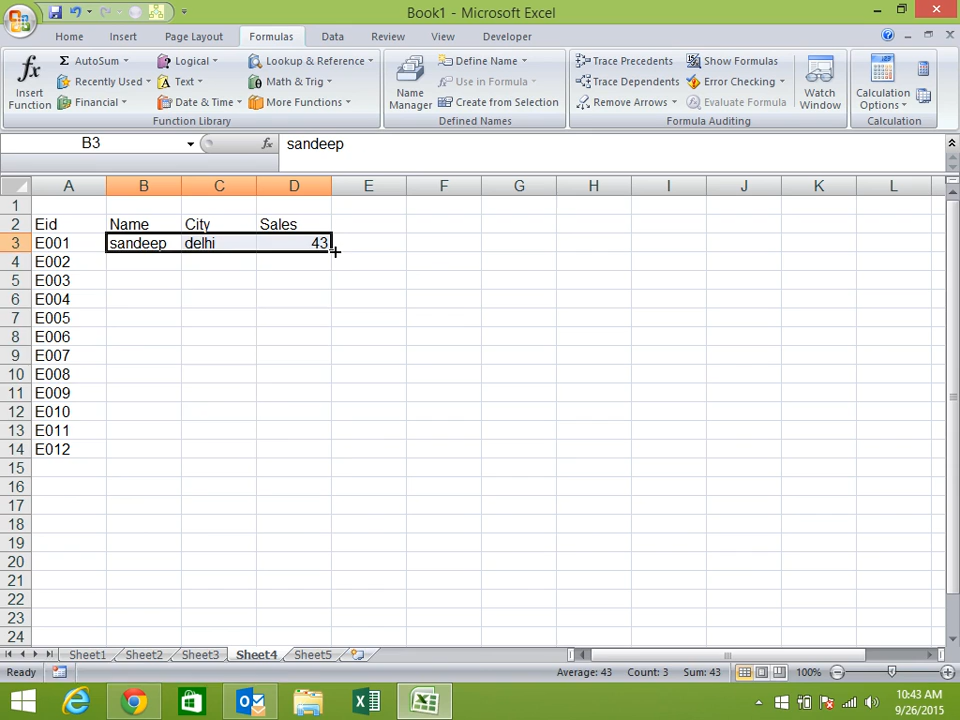 Book1 - Microsoft Excel
Home Insert Page Layout Formulas Data Review View Developer
fx Insert Function
Σ AutoSum
Recently Used
Financial
Logical
Text
Date & Time
Lookup & Reference
Math & Trig
More Functions
Function Library
Name Manager
Define Name
Use in Formula
Create from Selection
Defined Names
Trace Precedents
Trace Dependents
Remove Arrows
Show Formulas
Error Checking
Evaluate Formula
Formula Auditing
Watch Window
Calculation Options
Calculation
B3 fx sandeep
A B C D E F G H I J K L
1
2 Eid Name City Sales
3 E001 sandeep delhi 43
4 E002
5 E003
6 E004
7 E005
8 E006
9 E007
10 E008
11 E009
12 E010
13 E011
14 E012
15
16
17
18
19
20
21
22
23
24
Sheet1 Sheet2 Sheet3 Sheet4 Sheet5
Ready Average: 43 Count: 3 Sum: 43 100%
10:43 AM
9/26/2015